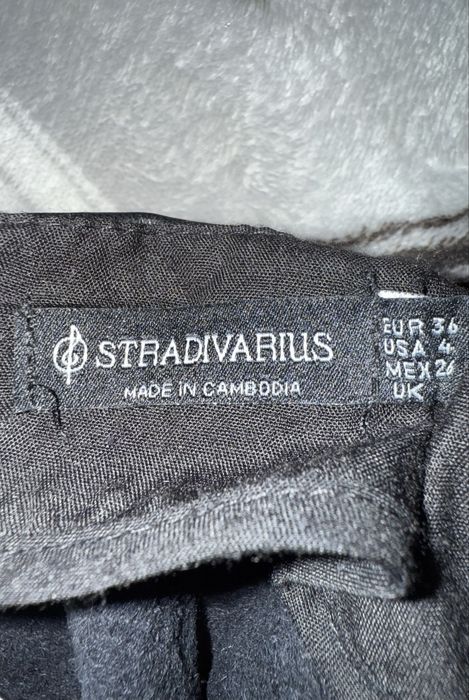 STRADIVARIUS
MADE IN CAMBODIA
EUR 36
USA 4
MEX 26
UK